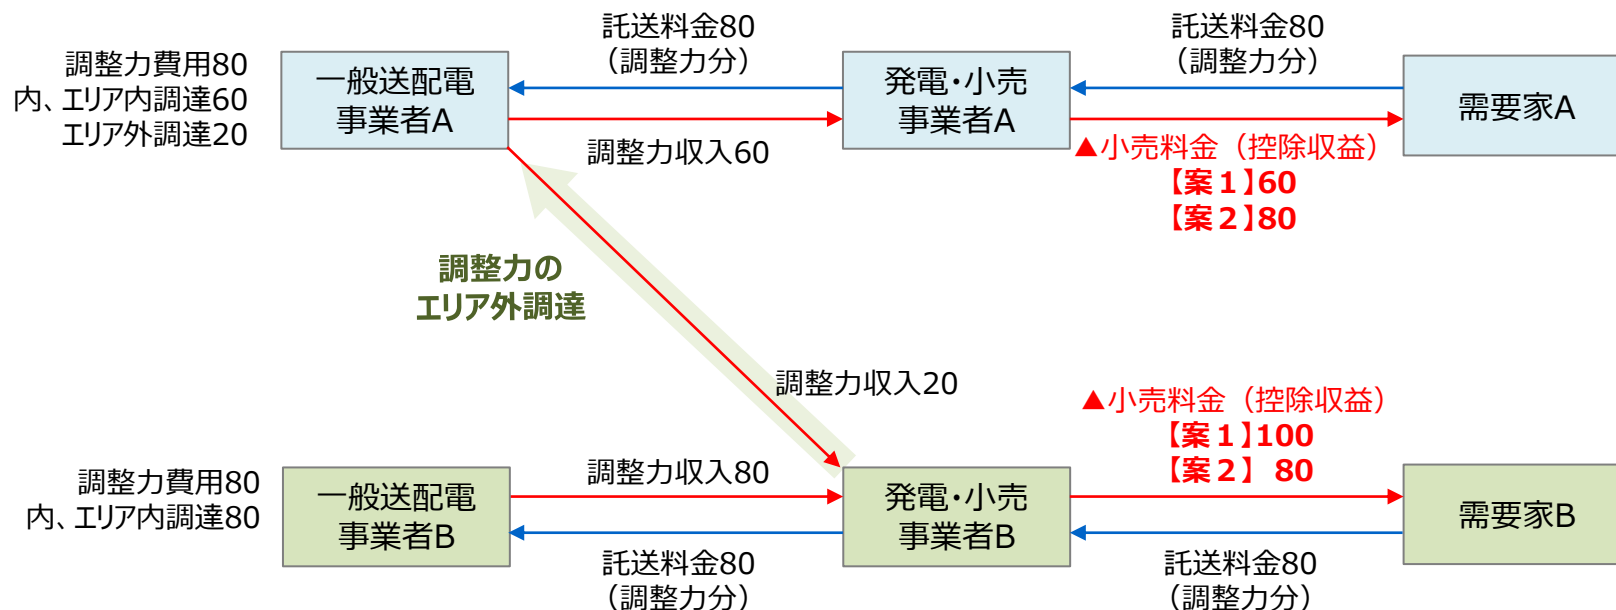 調整力費用80
内、エリア内調達60
エリア外調達20
一般送配電
事業者A
託送料金80
（調整力分）
調整力収入60
発電・小売
事業者A
託送料金80
（調整力分）
▲小売料金（控除収益）
【案１】60
【案２】80
需要家A
調整力の
エリア外調達
調整力収入20
調整力費用80
内、エリア内調達80
一般送配電
事業者B
調整力収入80
託送料金80
（調整力分）
発電・小売
事業者B
▲小売料金（控除収益）
【案１】100
【案２】 80
託送料金80
（調整力分）
需要家B